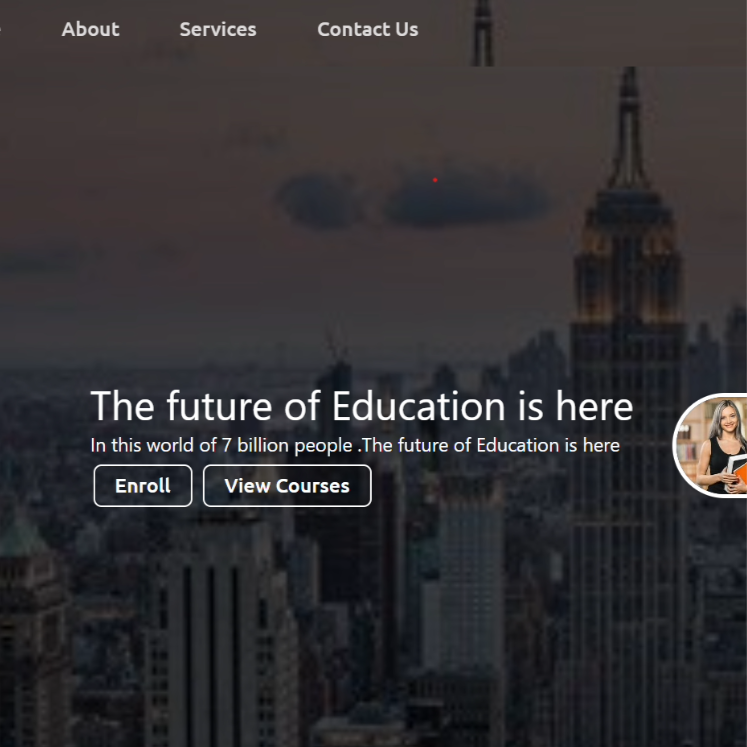 About Services Contact Us
The future of Education is here
In this world of 7 billion people .The future of Education is here
Enroll View Courses